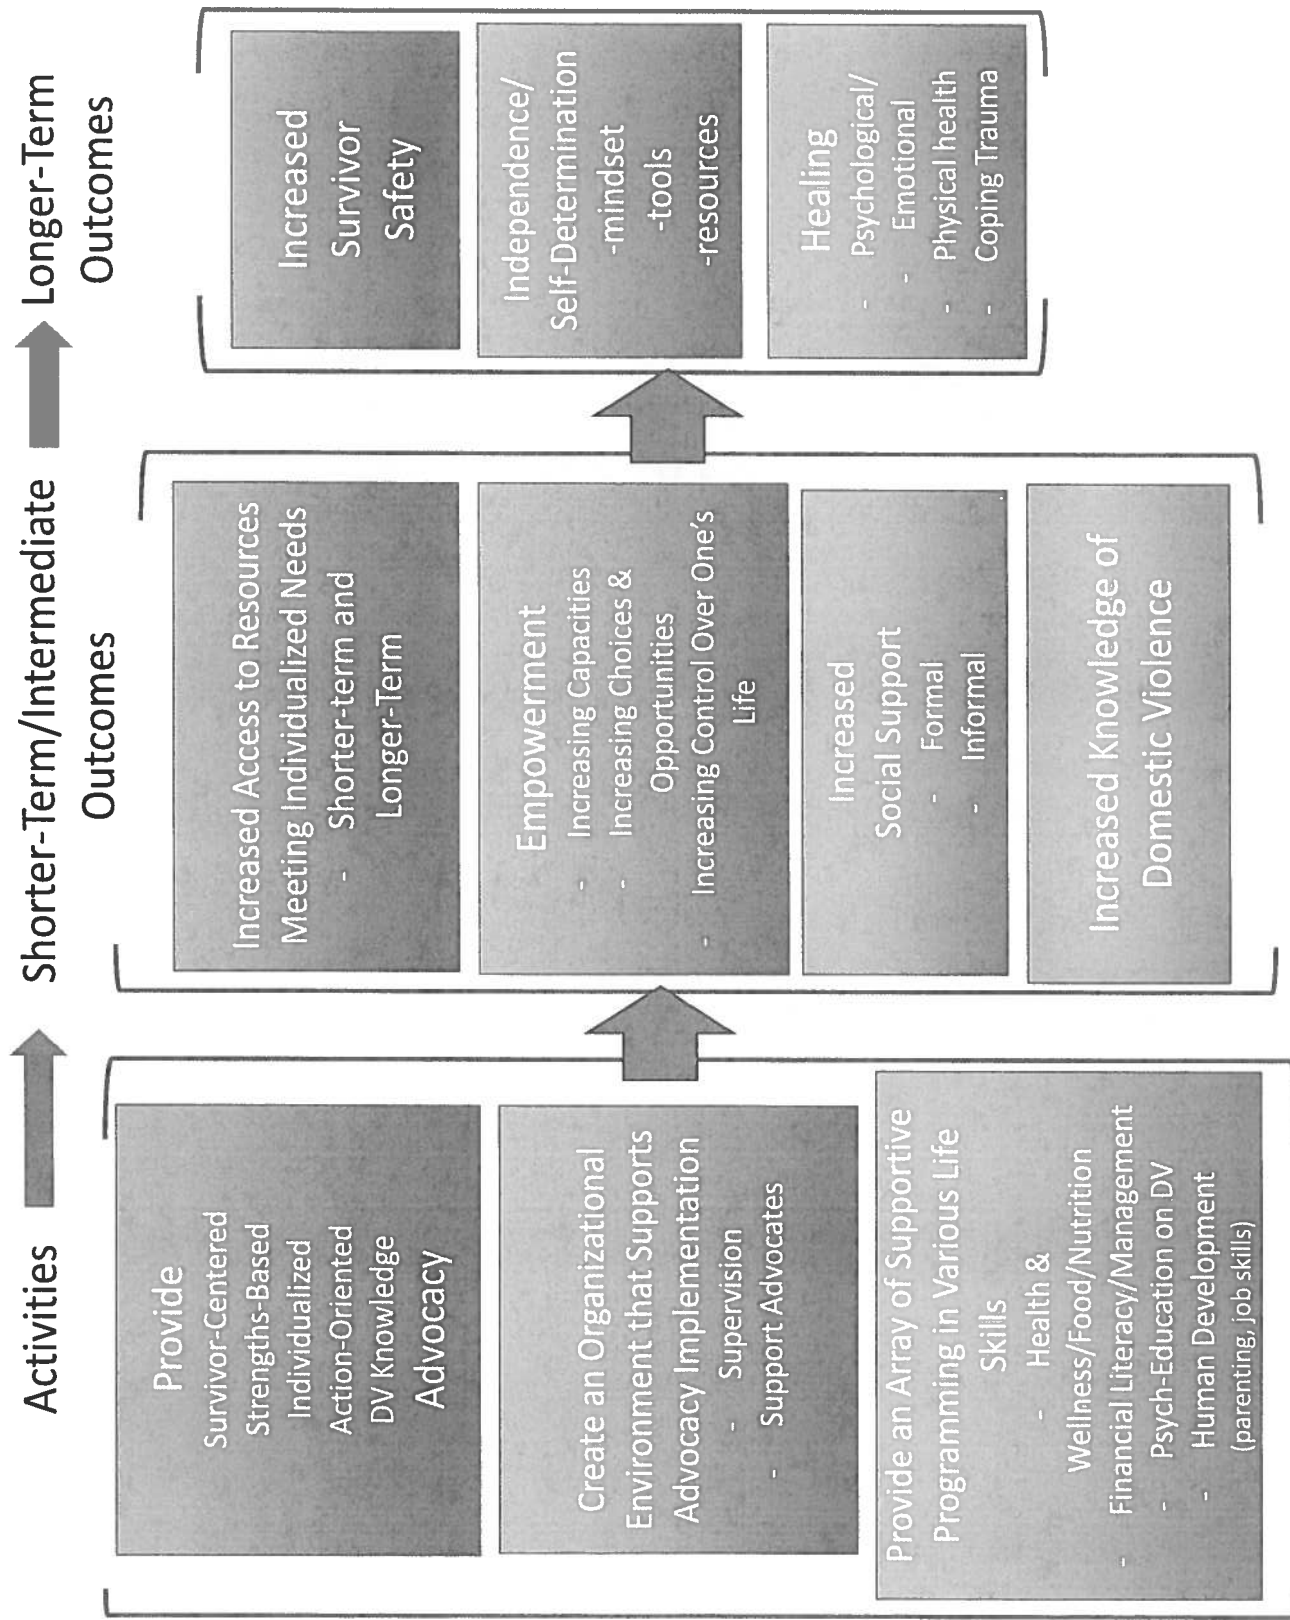 Activities
Provide
Survivor-Centered
Strengths-Based
Individualized
Action-Oriented
DV Knowledge
Advocacy
Create an Organizational
Environment that Supports
Advocacy Implementation
- Supervision
- Support Advocates
Provide an Array of Supportive
Programming in Various Life
Skills
- Health &
Wellness/Food/Nutrition
- Financial Literacy/Management
- Psych-Education on DV
- Human Development
(parenting, job skills)
Shorter-Term/Intermediate
Outcomes
Increased Access to Resources
Meeting Individualized Needs
- Shorter-term and
Longer-Term
Empowerment
- Increasing Capacities
- Increasing Choices &
Opportunities
- Increasing Control Over One's
Life
Increased
Social Support
- Formal
- Informal
Increased Knowledge of
Domestic Violence
Longer-Term
Outcomes
Increased
Survivor
Safety
Independence/
Self-Determination
-mindset
-tools
-resources
Healing
- Psychological/
- Emotional
- Physical health
- Coping Trauma